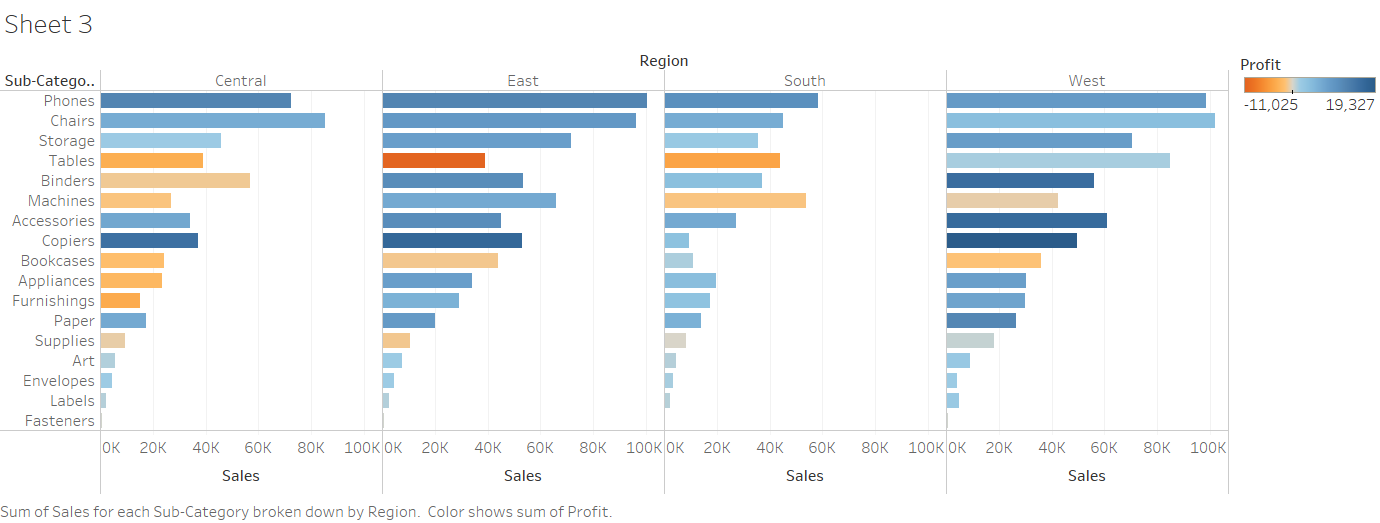 Sheet 3
Region
Sub-Catego.. Central East South West
Phones
Chairs
Storage
Tables
Binders
Machines
Accessories
Copiers
Bookcases
Appliances
Furnishings
Paper
Supplies
Art
Envelopes
Labels
Fasteners
0K 20K 40K 60K 80K 100K 0K 20K 40K 60K 80K 100K 0K 20K 40K 60K 80K 100K 0K 20K 40K 60K 80K 100K
Sales Sales Sales Sales
Sum of Sales for each Sub-Category broken down by Region. Color shows sum of Profit.
Profit
-11,025 19,327